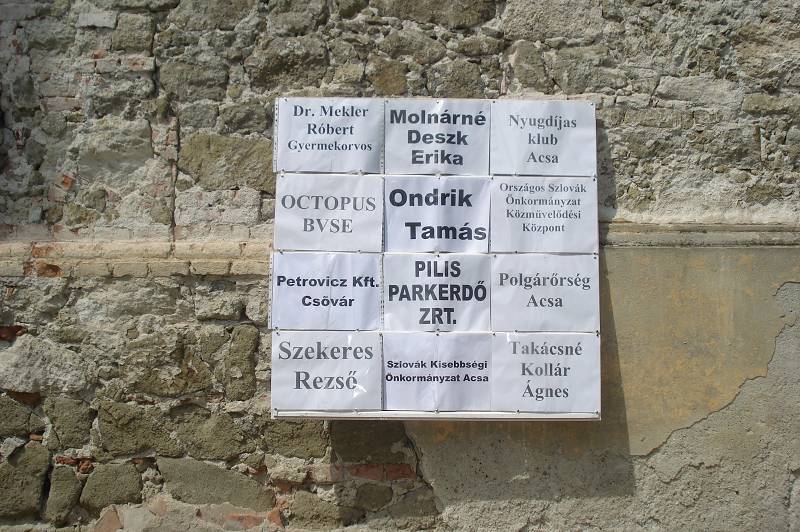 Dr. Mekler
Róbert
Gyermekorvos
Molnárné
Deszk
Erika
Nyugdíjas
klub
Acsa
OCTOPUS
BVSE
Ondrik
Tamás
Országos Szlovák
Önkormányzat
Közművelődési
Központ
Petrovicz Kft.
Csővár
PILIS
PARKERDŐ
ZRT.
Polgárőrség
Acsa
Szekeres
Rezső
Szlovák Kisebbségi
Önkormányzat Acsa
Takácsné
Kollár
Ágnes